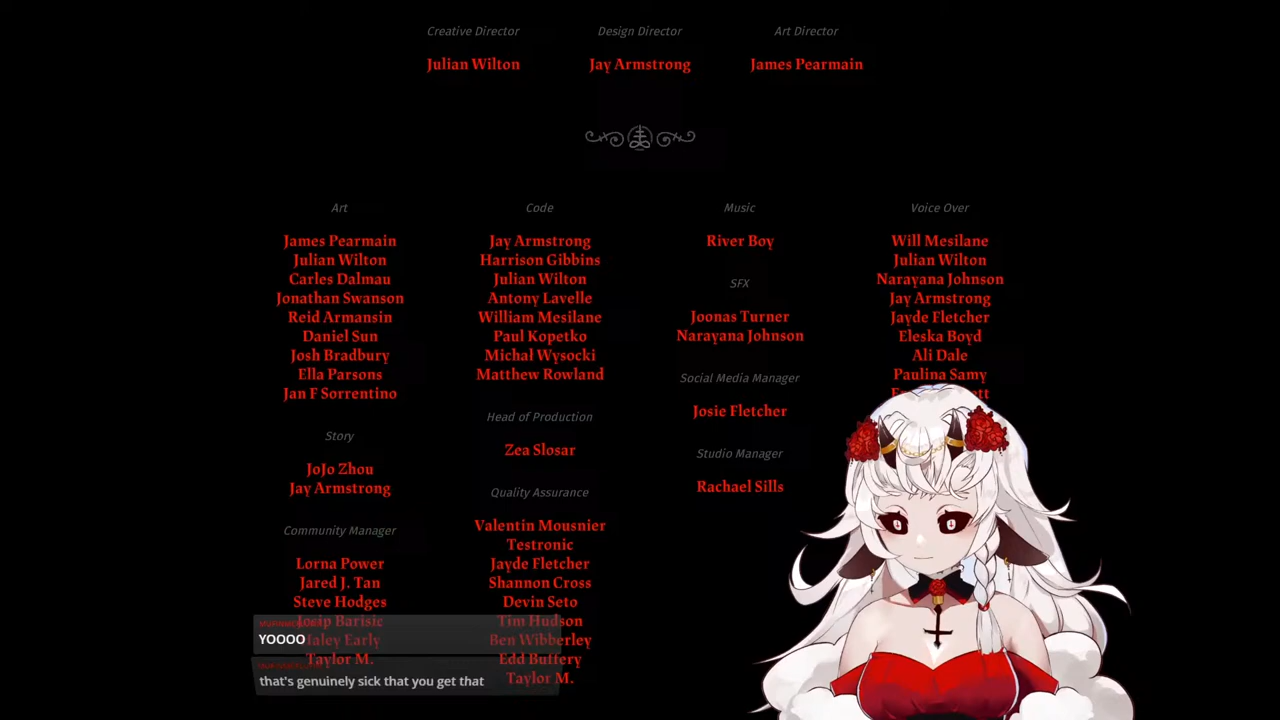 Creative Director
Julian Wilton
Design Director
Jay Armstrong
Art Director
James Pearmain
Art
James Pearmain
Julian Wilton
Carles Dalmau
Jonathan Swanson
Reid Armansin
Daniel Sun
Josh Bradbury
Ella Parsons
Jan F Sorrentino
Story
JoJo Zhou
Jay Armstrong
Community Manager
Lorna Power
Jared J. Tan
Steve Hodges
Josip Barisic
Haley Early
Taylor M.
Code
Jay Armstrong
Harrison Gibbins
Julian Wilton
Antony Lavelle
William Mesilane
Paul Kopetko
Michał Wysocki
Matthew Rowland
Head of Production
Zea Slosar
Quality Assurance
Valentin Mousnier
Testronic
Jayde Fletcher
Shannon Cross
Devin Seto
Tim Hudson
Ben Wibberley
Edd Buffery
Taylor M.
Music
River Boy
SFX
Joonas Turner
Narayana Johnson
Social Media Manager
Josie Fletcher
Studio Manager
Rachael Sills
Voice Over
Will Mesilane
Julian Wilton
Narayana Johnson
Jay Armstrong
Jayde Fletcher
Eleska Boyd
Ali Dale
Paulina Samy
YOOOO
that's genuinely sick that you get that